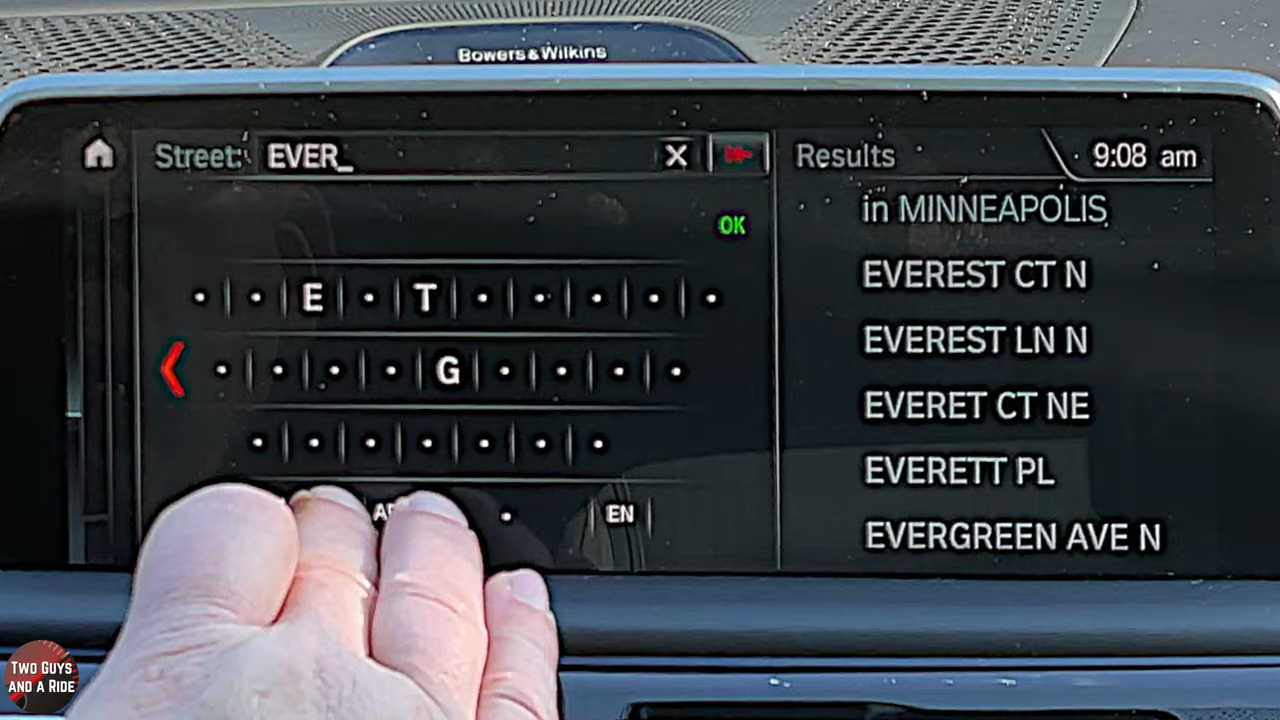 Bowers & Wilkins
Street: EVER_ X
OK
E T
G
EN
Results
9:08 am
in MINNEAPOLIS
EVEREST CT N
EVEREST LN N
EVERET CT NE
EVERETT PL
EVERGREEN AVE N
TWO GUYS
AND A RIDE